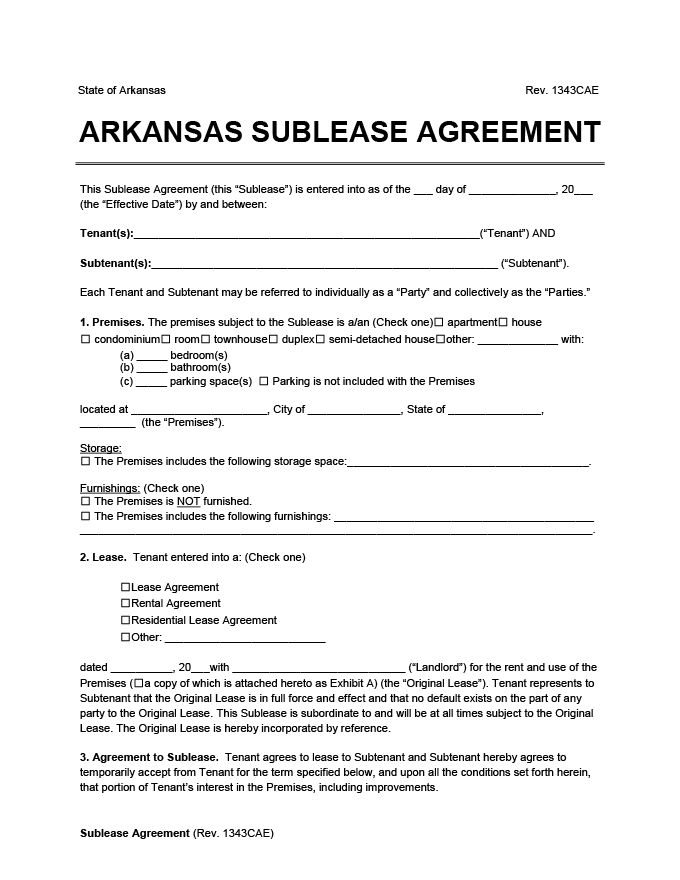 State of Arkansas Rev. 1343CAE
ARKANSAS SUBLEASE AGREEMENT
This Sublease Agreement (this “Sublease”) is entered into as of the ___ day of ______________, 20___
(the “Effective Date”) by and between:
Tenant(s):________________________________________________________(“Tenant”) AND
Subtenant(s):________________________________________________________ (“Subtenant”).
Each Tenant and Subtenant may be referred to individually as a “Party” and collectively as the “Parties.”
1. Premises. The premises subject to the Sublease is a/an (Check one)☐ apartment☐ house
☐ condominium☐ room☐ townhouse☐ duplex☐ semi-detached house☐other: _____________ with:
(a) _____ bedroom(s)
(b) _____ bathroom(s)
(c) _____ parking space(s) ☐ Parking is not included with the Premises
located at ______________________, City of _______________, State of _______________,
_________ (the “Premises”).
Storage:
☐ The Premises includes the following storage space:_______________________________________.
Furnishings: (Check one)
☐ The Premises is NOT furnished.
☐ The Premises includes the following furnishings: __________________________________________
___________________________________________________________________________________.
2. Lease. Tenant entered into a: (Check one)
☐Lease Agreement
☐Rental Agreement
☐Residential Lease Agreement
☐Other: __________________________
dated __________, 20___with ____________________________ (“Landlord”) for the rent and use of the
Premises (☐a copy of which is attached hereto as Exhibit A) (the “Original Lease”). Tenant represents to
Subtenant that the Original Lease is in full force and effect and that no default exists on the part of any
party to the Original Lease. This Sublease is subordinate to and will be at all times subject to the Original
Lease. The Original Lease is hereby incorporated by reference.
3. Agreement to Sublease. Tenant agrees to lease to Subtenant and Subtenant hereby agrees to
temporarily accept from Tenant for the term specified below, and upon all the conditions set forth herein,
that portion of Tenant’s interest in the Premises, including improvements.
Sublease Agreement (Rev. 1343CAE)